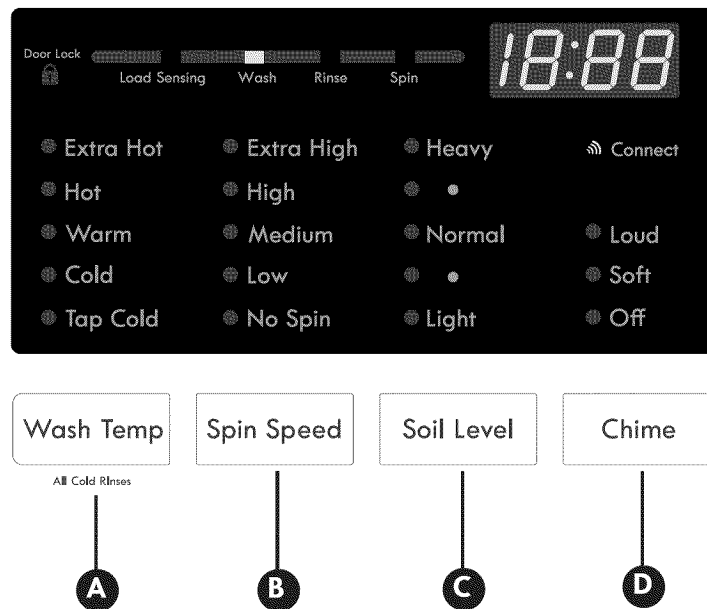 18:88
Door Lock
Load Sensing Wash Rinse Spin
Extra Hot Extra High Heavy Connect
Hot High
Warm Medium Normal Loud
Cold Low Soft
Tap Cold No Spin Light Off
Wash Temp Spin Speed Soil Level Chime
All Cold Rinses
A B C D